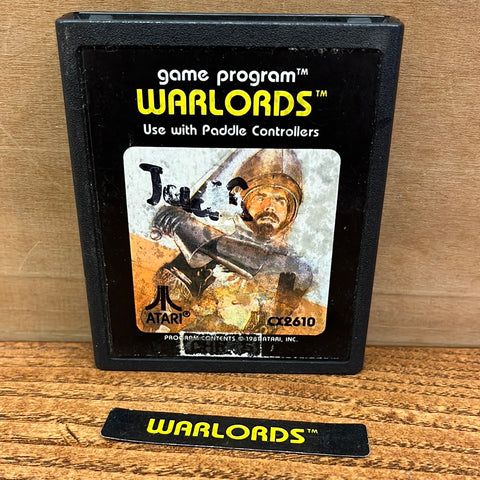 game program™
WARLORDS™
Use with Paddle Controllers
ATARI®
CX2610
PROGRAM CONTENTS © 1981 ATARI, INC.
WARLORDS™